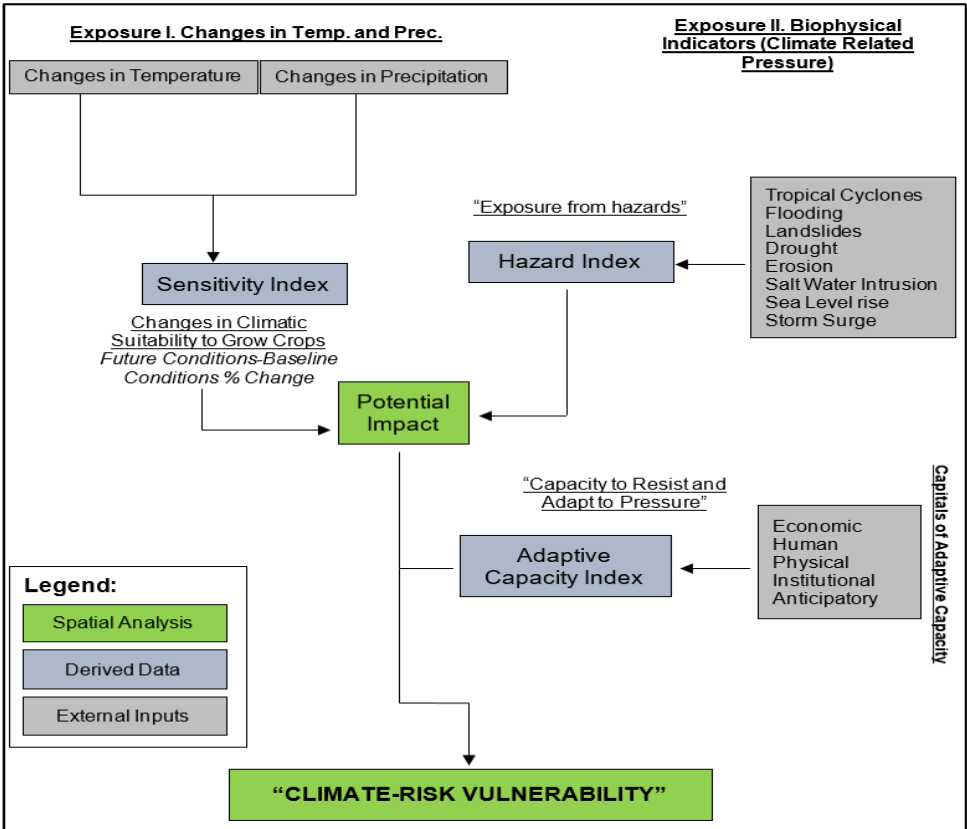 Exposure I. Changes in Temp. and Prec.
Exposure II. Biophysical
Indicators (Climate Related
Pressure)
Changes in Temperature
Changes in Precipitation
Tropical Cyclones
Flooding
Landslides
Drought
Erosion
Salt Water Intrusion
Sea Level rise
Storm Surge
“Exposure from hazards”
Hazard Index
Sensitivity Index
Changes in Climatic
Suitability to Grow Crops
Future Conditions-Baseline
Conditions % Change
Potential
Impact
“Capacity to Resist and
Adapt to Pressure”
Adaptive
Capacity Index
Economic
Human
Physical
Institutional
Anticipatory
Capitals of Adaptive Capacity
Legend:
Spatial Analysis
Derived Data
External Inputs
“CLIMATE-RISK VULNERABILITY”